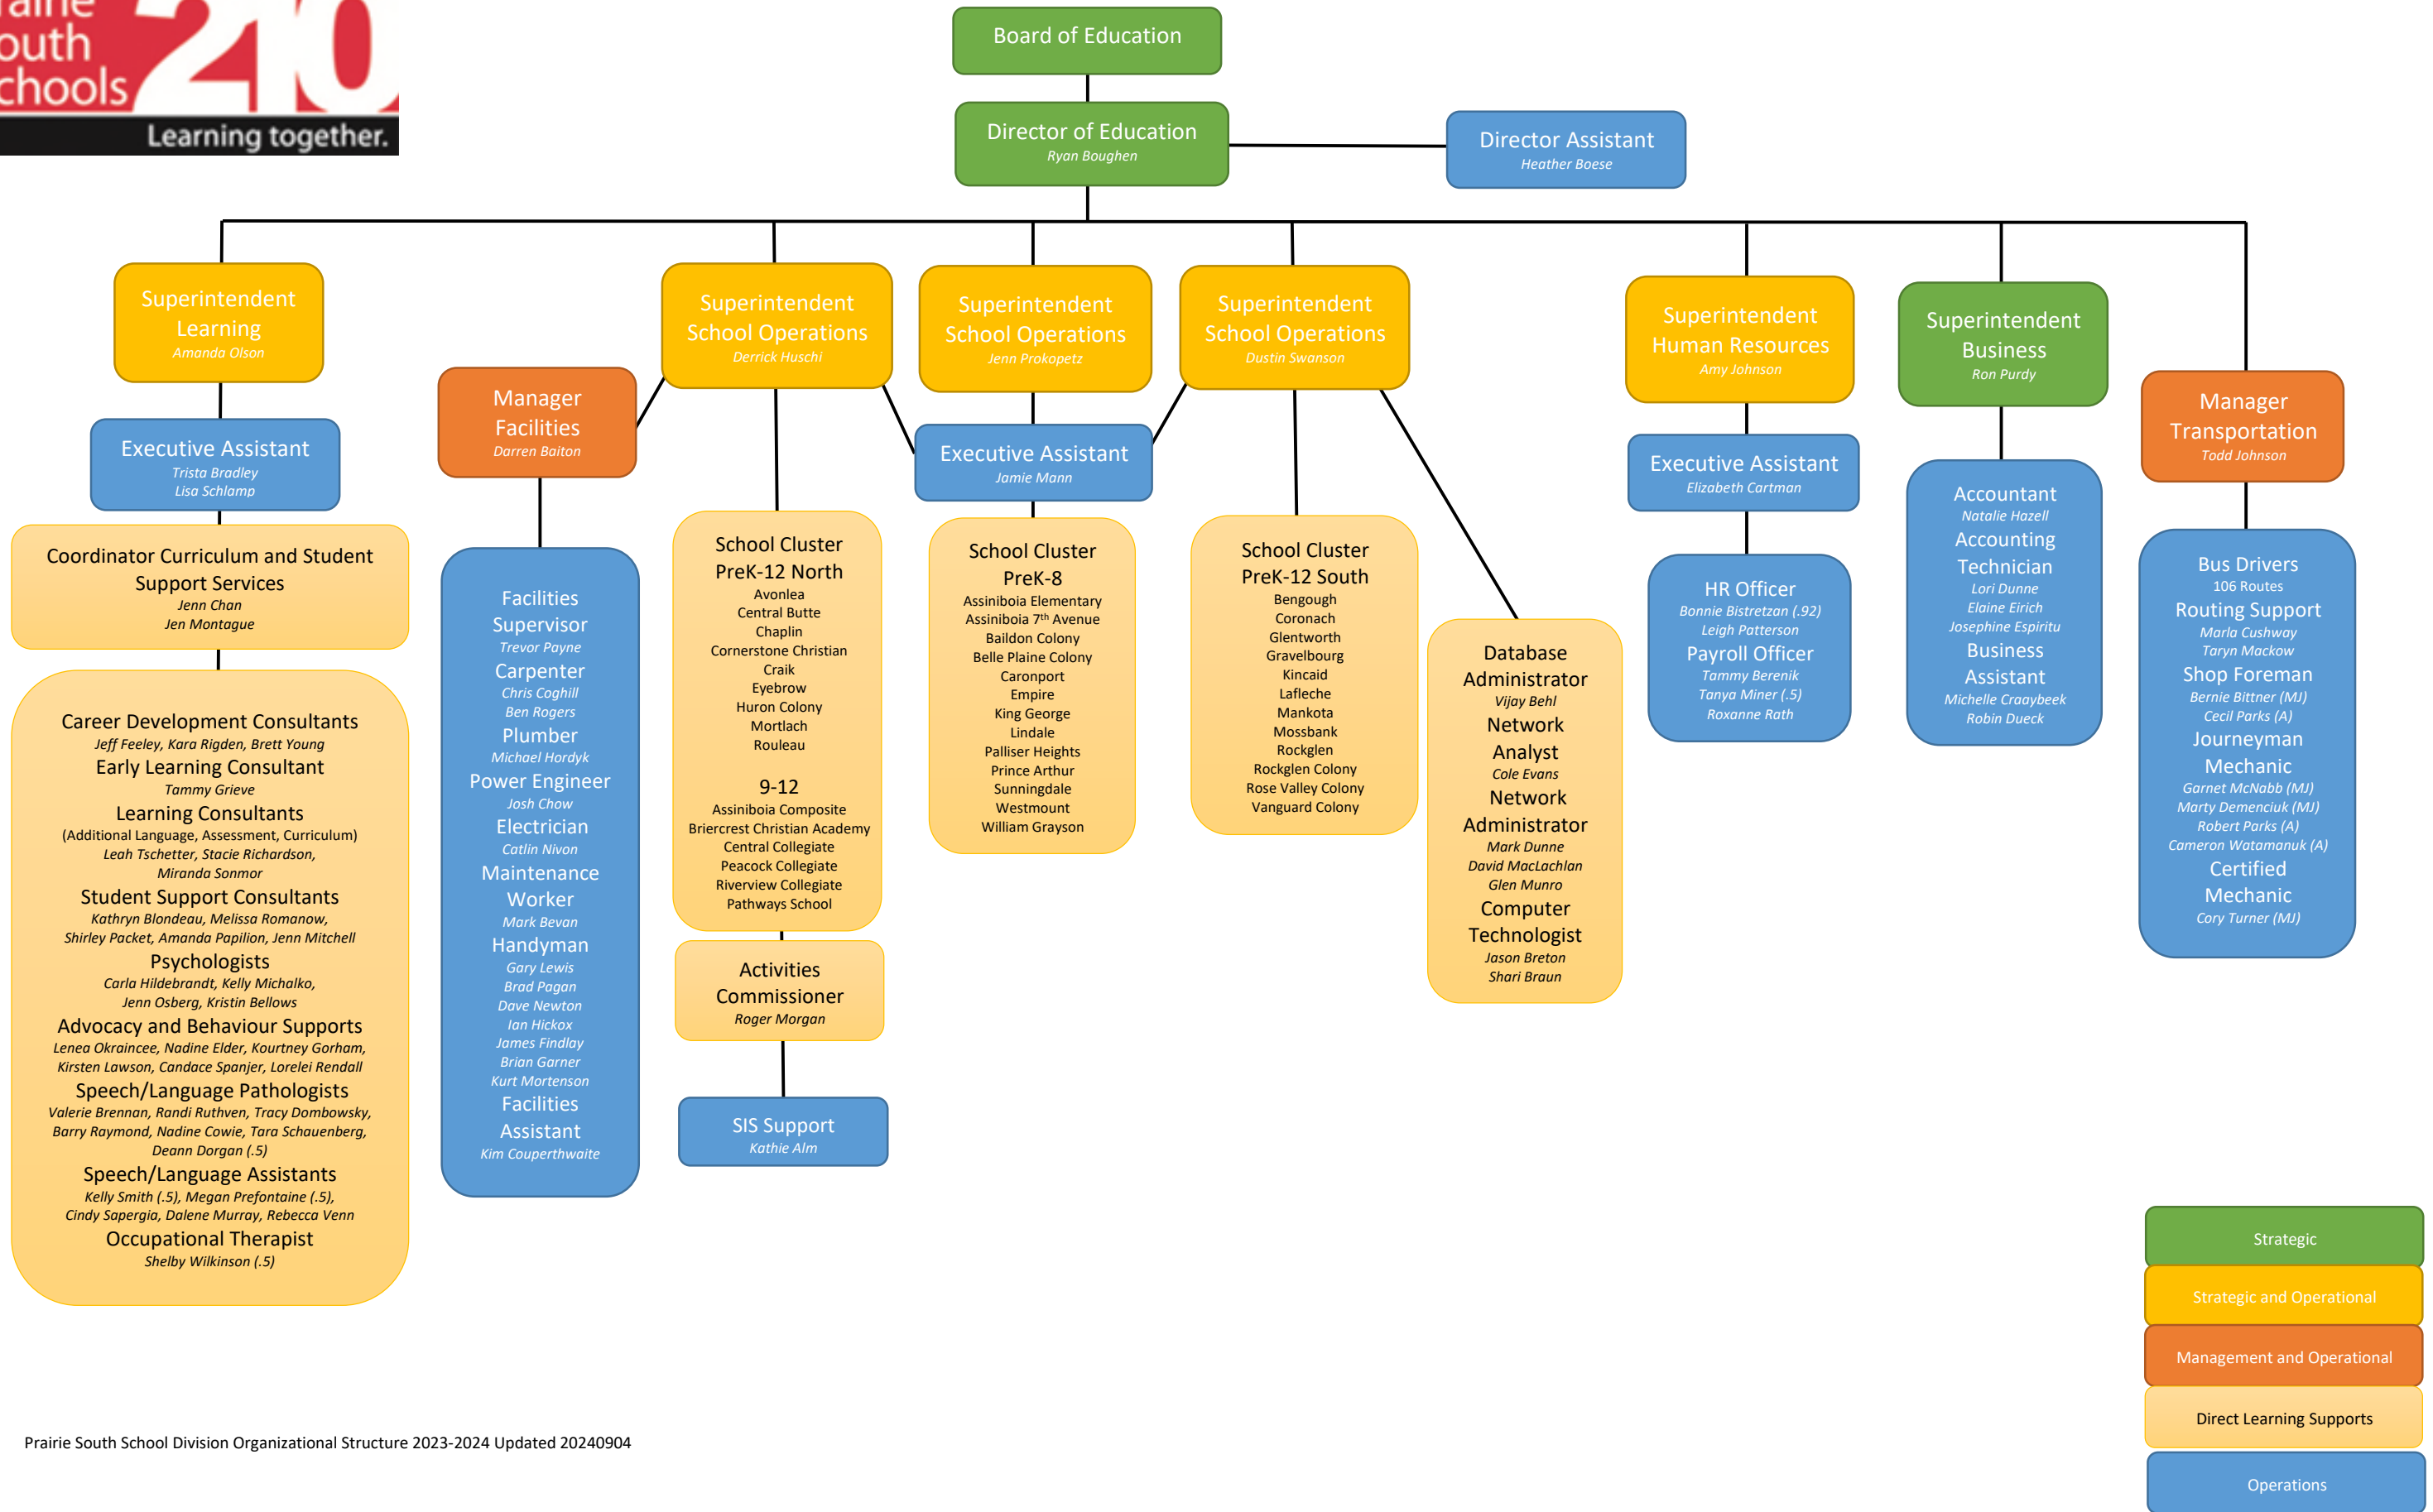 outh
chools
210
Learning together.
Board of Education
Director of Education
Ryan Boughen
Director Assistant
Heather Boese
Superintendent
Learning
Amanda Olson
Executive Assistant
Trista Bradley
Lisa Schlamp
Coordinator Curriculum and Student
Support Services
Jenn Chan
Jen Montague
Career Development Consultants
Jeff Feeley, Kara Rigden, Brett Young
Early Learning Consultant
Tammy Grieve
Learning Consultants
(Additional Language, Assessment, Curriculum)
Leah Tschetter, Stacie Richardson,
Miranda Sonmor
Student Support Consultants
Kathryn Blondeau, Melissa Romanow,
Shirley Packet, Amanda Papilion, Jenn Mitchell
Psychologists
Carla Hildebrandt, Kelly Michalko,
Jenn Osberg, Kristin Bellows
Advocacy and Behaviour Supports
Lenea Okraincee, Nadine Elder, Kourtney Gorham,
Kirsten Lawson, Candace Spanjer, Lorelei Rendall
Speech/Language Pathologists
Valerie Brennan, Randi Ruthven, Tracy Dombowsky,
Barry Raymond, Nadine Cowie, Tara Schauenberg,
Deann Dorgan (.5)
Speech/Language Assistants
Kelly Smith (.5), Megan Prefontaine (.5),
Cindy Sapergia, Dalene Murray, Rebecca Venn
Occupational Therapist
Shelby Wilkinson (.5)
Manager
Facilities
Darren Baiton
Facilities
Supervisor
Trevor Payne
Carpenter
Chris Coghill
Ben Rogers
Plumber
Michael Hordyk
Power Engineer
Josh Chow
Electrician
Catlin Nivon
Maintenance
Worker
Mark Bevan
Handyman
Gary Lewis
Brad Pagan
Dave Newton
Ian Hickox
James Findlay
Brian Garner
Kurt Mortenson
Facilities
Assistant
Kim Couperthwaite
Superintendent
School Operations
Derrick Huschi
School Cluster
PreK-12 North
Avonlea
Central Butte
Chaplin
Cornerstone Christian
Craik
Eyebrow
Huron Colony
Mortlach
Rouleau
9-12
Assiniboia Composite
Briercrest Christian Academy
Central Collegiate
Peacock Collegiate
Riverview Collegiate
Pathways School
Activities
Commissioner
Roger Morgan
SIS Support
Kathie Alm
Superintendent
School Operations
Jenn Prokopetz
Executive Assistant
Jamie Mann
School Cluster
PreK-8
Assiniboia Elementary
Assiniboia 7th Avenue
Baildon Colony
Belle Plaine Colony
Caronport
Empire
King George
Lindale
Palliser Heights
Prince Arthur
Sunningdale
Westmount
William Grayson
Superintendent
School Operations
Dustin Swanson
School Cluster
PreK-12 South
Bengough
Coronach
Glentworth
Gravelbourg
Kincaid
Lafleche
Mankota
Mossbank
Rockglen
Rockglen Colony
Rose Valley Colony
Vanguard Colony
Database
Administrator
Vijay Behl
Network
Analyst
Cole Evans
Network
Administrator
Mark Dunne
David MacLachlan
Glen Munro
Computer
Technologist
Jason Breton
Shari Braun
Superintendent
Human Resources
Amy Johnson
Executive Assistant
Elizabeth Cartman
HR Officer
Bonnie Bistretzan (.92)
Leigh Patterson
Payroll Officer
Tammy Berenik
Tanya Miner (.5)
Roxanne Rath
Superintendent
Business
Ron Purdy
Accountant
Natalie Hazell
Accounting
Technician
Lori Dunne
Elaine Eirich
Josephine Espiritu
Business
Assistant
Michelle Craaybeek
Robin Dueck
Manager
Transportation
Todd Johnson
Bus Drivers
106 Routes
Routing Support
Marla Cushway
Taryn Mackow
Shop Foreman
Bernie Bittner (MJ)
Cecil Parks (A)
Journeyman
Mechanic
Garnet McNabb (MJ)
Marty Demenciuk (MJ)
Robert Parks (A)
Cameron Watamanuk (A)
Certified
Mechanic
Cory Turner (MJ)
Strategic
Strategic and Operational
Management and Operational
Direct Learning Supports
Operations
Prairie South School Division Organizational Structure 2023-2024 Updated 20240904